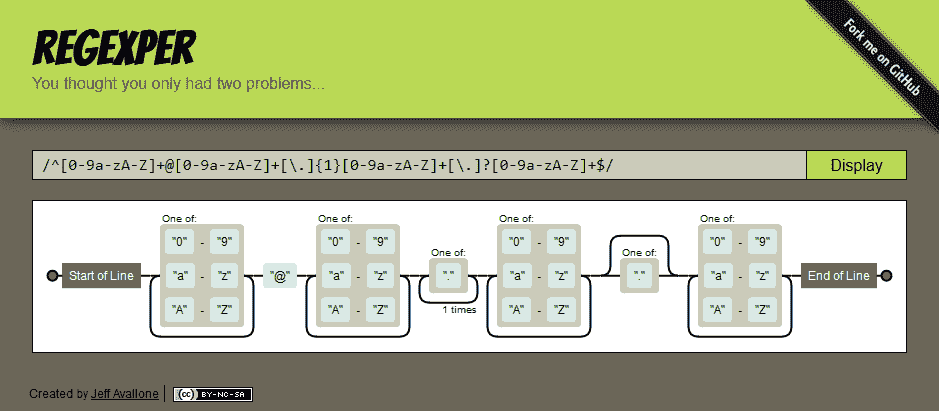 REGEXPER
You thought you only had two problems...
Fork me on GitHub
/^[0-9a-zA-Z]+@[0-9a-zA-Z]+[\.]{1}[0-9a-zA-Z]+[\.]?[0-9a-zA-Z]+$/ Display
One of: One of: One of: One of:
"0" - "9" "0" - "9" "0" - "9" "0" - "9"
One of: One of:
Start of Line "a" - "z" "@ "a" - "z" "." "a" - "z" "." "a" - "z" End of Line
"A" - "Z" "A" - "Z" 1 times "A" - "Z" "A" - "Z"
Created by Jeff Avallone (cc) BY-NC-SA